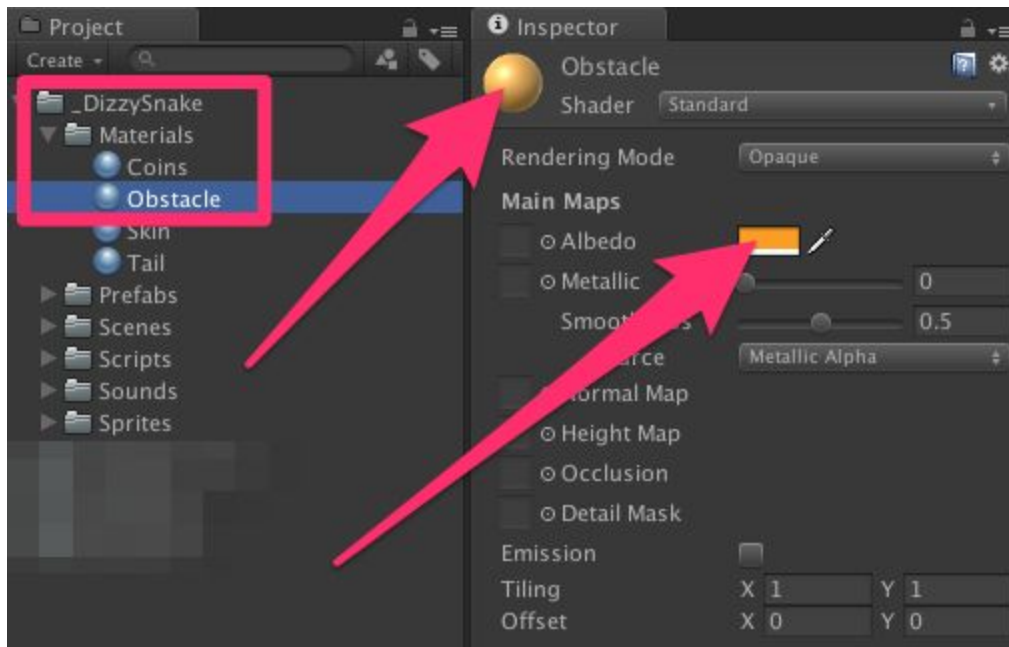 Project
Create
_DizzySnake
Materials
Coins
Obstacle
Skin
Tail
Prefabs
Scenes
Scripts
Sounds
Sprites
Inspector
Obstacle
Shader Standard
Rendering Mode Opaque
Main Maps
Albedo
Metallic 0
0.5
Metallic Alpha
Normal Map
Height Map
Occlusion
Detail Mask
Emission
Tiling X 1 Y 1
Offset X 0 Y 0